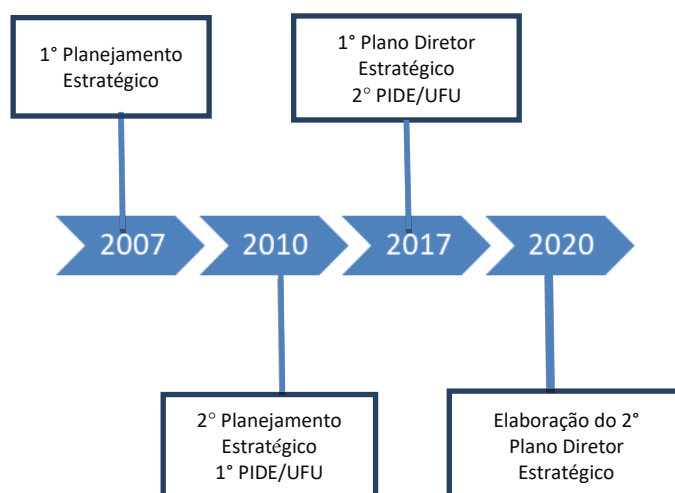 1° Planejamento
Estratégico
1° Plano Diretor
Estratégico
2° PIDE/UFU
2007
2010
2017
2020
2° Planejamento
Estratégico
1° PIDE/UFU
Elaboração do 2°
Plano Diretor
Estratégico